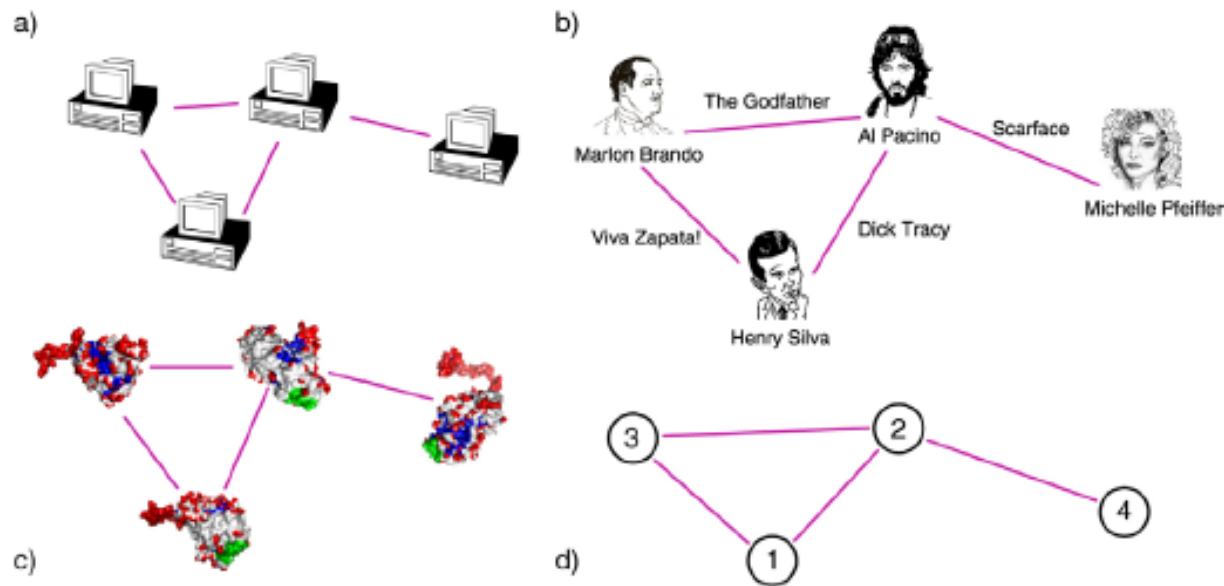 a)
b)
The Godfather
Marlon Brando
Al Pacino
Scarface
Michelle Pfeiffer
Viva Zapata!
Dick Tracy
Henry Silva
c)
d)
3
2
4
1